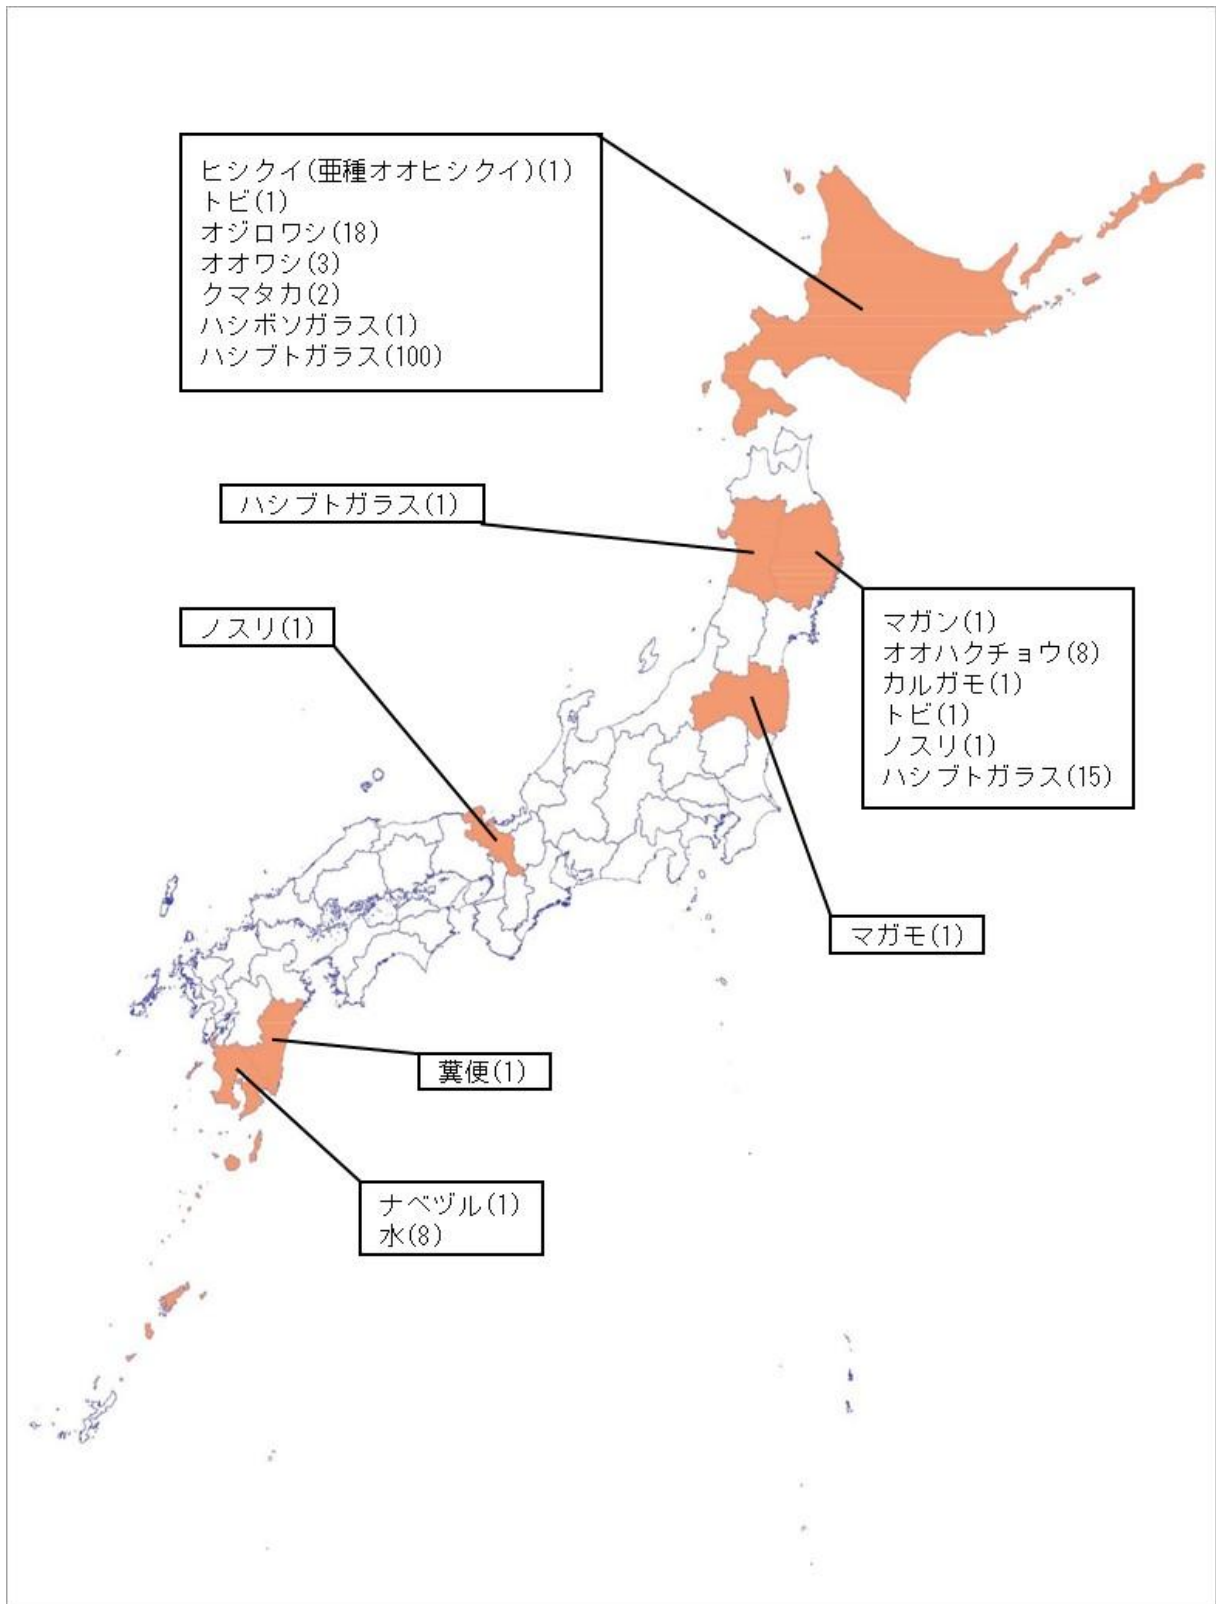 ヒシクイ(亜種オオヒシクイ)(1)
トビ(1)
オジロワシ(18)
オオワシ(3)
クマタカ(2)
ハシボソガラス(1)
ハシブトガラス(100)
ハシブトガラス(1)
ノスリ(1)
マガン(1)
オオハクチョウ(8)
カルガモ(1)
トビ(1)
ノスリ(1)
ハシブトガラス(15)
マガモ(1)
糞便(1)
ナベヅル(1)
水(8)